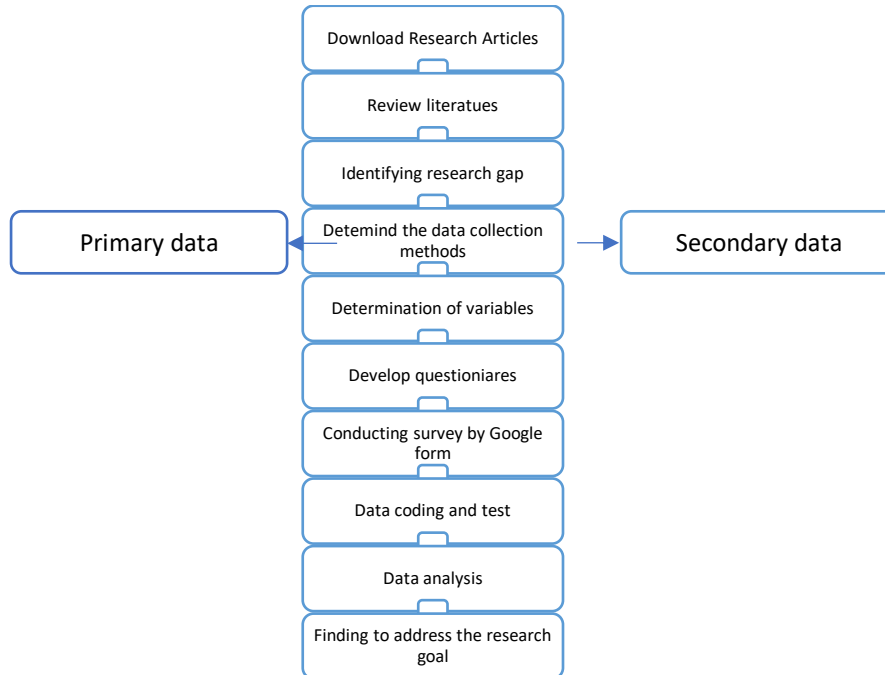 Download Research Articles
Review literatues
Identifying research gap
Primary data
Detemind the data collection
methods
Secondary data
Determination of variables
Develop questioniares
Conducting survey by Google
form
Data coding and test
Data analysis
Finding to address the research
goal